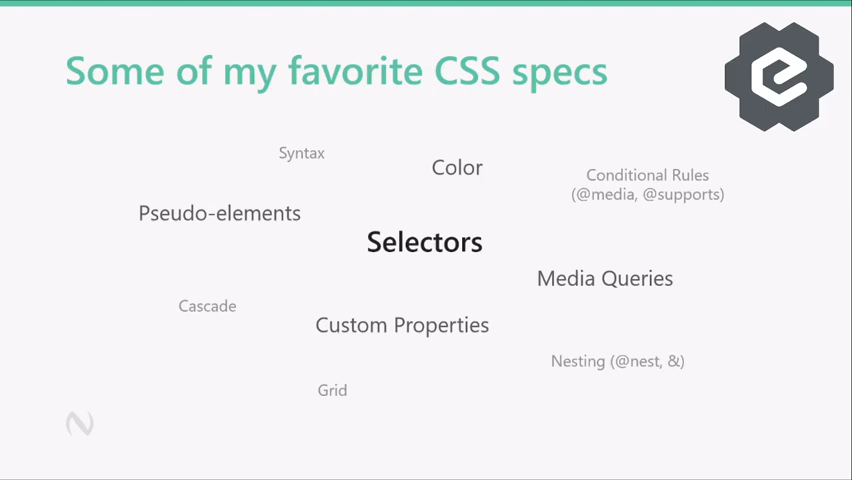 Some of my favorite CSS specs
Syntax
Color
Conditional Rules
(@media, @supports)
Pseudo-elements
Selectors
Media Queries
Cascade
Custom Properties
Nesting (@nest, &)
Grid